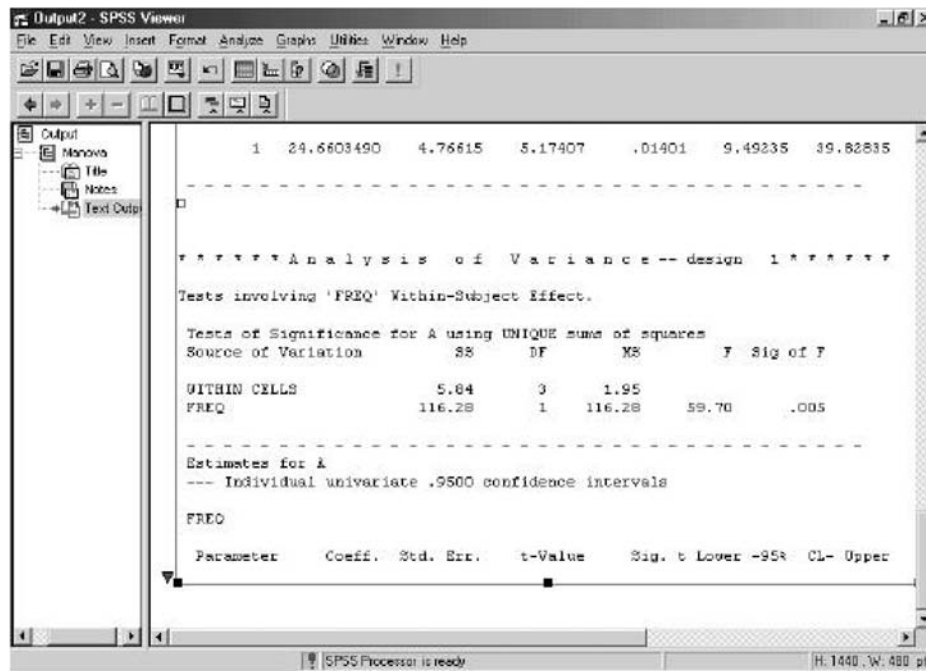 Output2 - SPSS Viewer
File Edit View Insert Format Analyze Graphs Utilities Window Help
Output
Manova
Title
Notes
Text Outp
1 24.6603490 4.76615 5.17407 .01401 9.49235 39.82835
* * * * * * A n a l y s i s o f V a r i a n c e -- design 1 * * * * * *
Tests involving 'FREQ' Within-Subject Effect.
Tests of Significance for A using UNIQUE sums of squares
Source of Variation SS DF MS F Sig of F
WITHIN CELLS 5.84 3 1.95
FREQ 116.28 1 116.28 59.70 .005
Estimates for A
--- Individual univariate .9500 confidence intervals
FREQ
Parameter Coeff. Std. Err. t-Value Sig. t Lower -95% CL- Upper
SPSS Processor is ready
H: 1440 , W: 480 pt